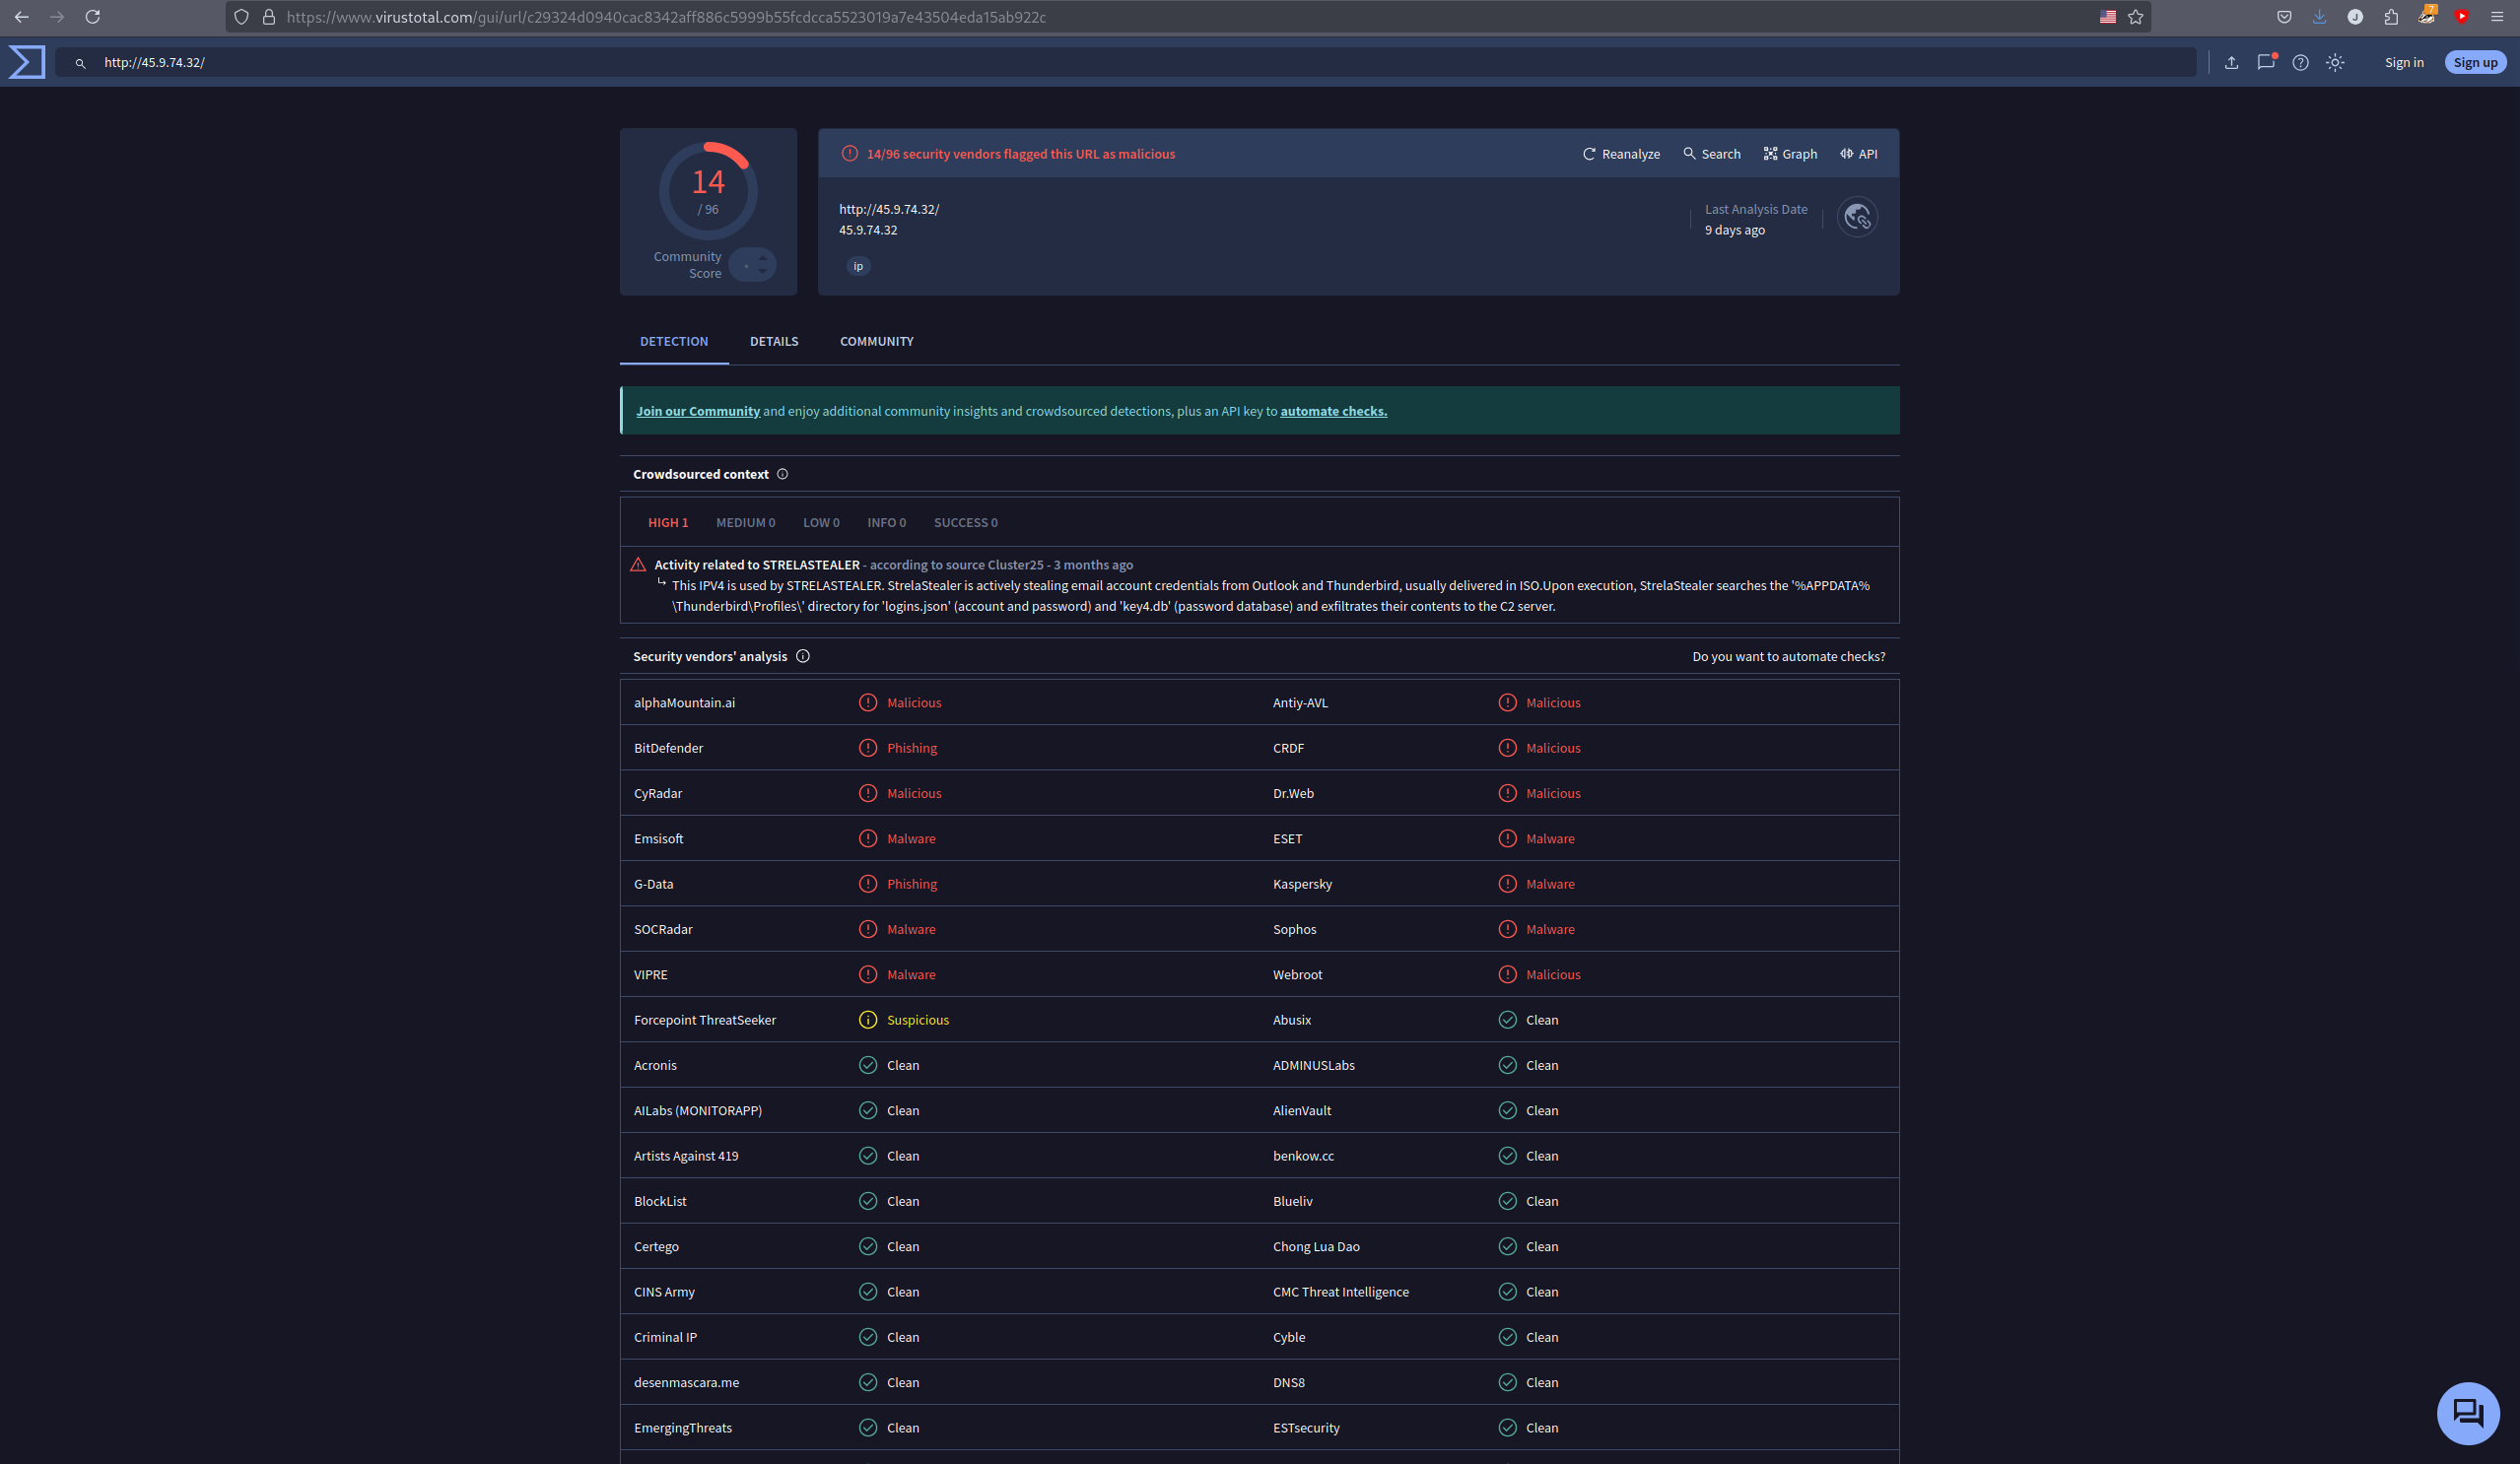 https://www.virustotal.com/gui/url/c29324d0940cac8342aff886c5999b55fcdcca5523019a7e43504eda15ab922c
J
7
http://45.9.74.32/
Sign in
Sign up
14
/ 96
Community
Score
14/96 security vendors flagged this URL as malicious
Reanalyze
Search
Graph
API
http://45.9.74.32/
45.9.74.32
ip
Last Analysis Date
9 days ago
DETECTION
DETAILS
COMMUNITY
Join our Community and enjoy additional community insights and crowdsourced detections, plus an API key to automate checks.
Crowdsourced context
HIGH 1
MEDIUM 0
LOW 0
INFO 0
SUCCESS 0
Activity related to STRELASTEALER - according to source Cluster25 - 3 months ago
This IPV4 is used by STRELASTEALER. StrelaStealer is actively stealing email account credentials from Outlook and Thunderbird, usually delivered in ISO.Upon execution, StrelaStealer searches the '%APPDATA%
\Thunderbird\Profiles\' directory for 'logins.json' (account and password) and 'key4.db' (password database) and exfiltrates their contents to the C2 server.
Security vendors' analysis
Do you want to automate checks?
alphaMountain.ai Malicious Antiy-AVL Malicious
BitDefender Phishing CRDF Malicious
CyRadar Malicious Dr.Web Malicious
Emsisoft Malware ESET Malware
G-Data Phishing Kaspersky Malware
SOCRadar Malware Sophos Malware
VIPRE Malware Webroot Malicious
Forcepoint ThreatSeeker Suspicious Abusix Clean
Acronis Clean ADMINUSLabs Clean
AILabs (MONITORAPP) Clean AlienVault Clean
Artists Against 419 Clean benkow.cc Clean
BlockList Clean Blueliv Clean
Certego Clean Chong Lua Dao Clean
CINS Army Clean CMC Threat Intelligence Clean
Criminal IP Clean Cyble Clean
desenmascara.me Clean DNS8 Clean
EmergingThreats Clean ESTsecurity Clean